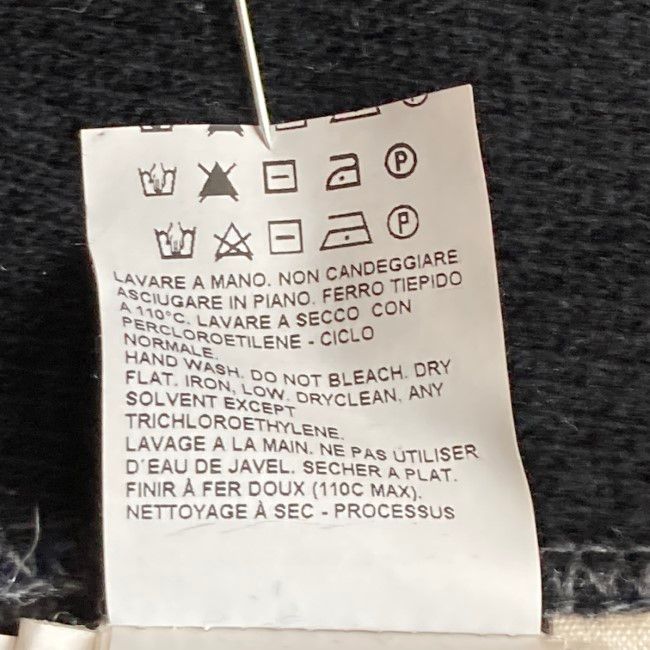 P
P
LAVARE A MANO. NON CANDEGGIARE
ASCIUGARE IN PIANO. FERRO TIEPIDO
A 110°C. LAVARE A SECCO CON
PERCLOROETILENE - CICLO
NORMALE.
HAND WASH. DO NOT BLEACH. DRY
FLAT. IRON, LOW. DRYCLEAN, ANY
SOLVENT EXCEPT
TRICHLOROETHYLENE.
LAVAGE A LA MAIN. NE PAS UTILISER
D'EAU DE JAVEL. SECHER A PLAT.
FINIR À FER DOUX (110C MAX).
NETTOYAGE À SEC - PROCESSUS